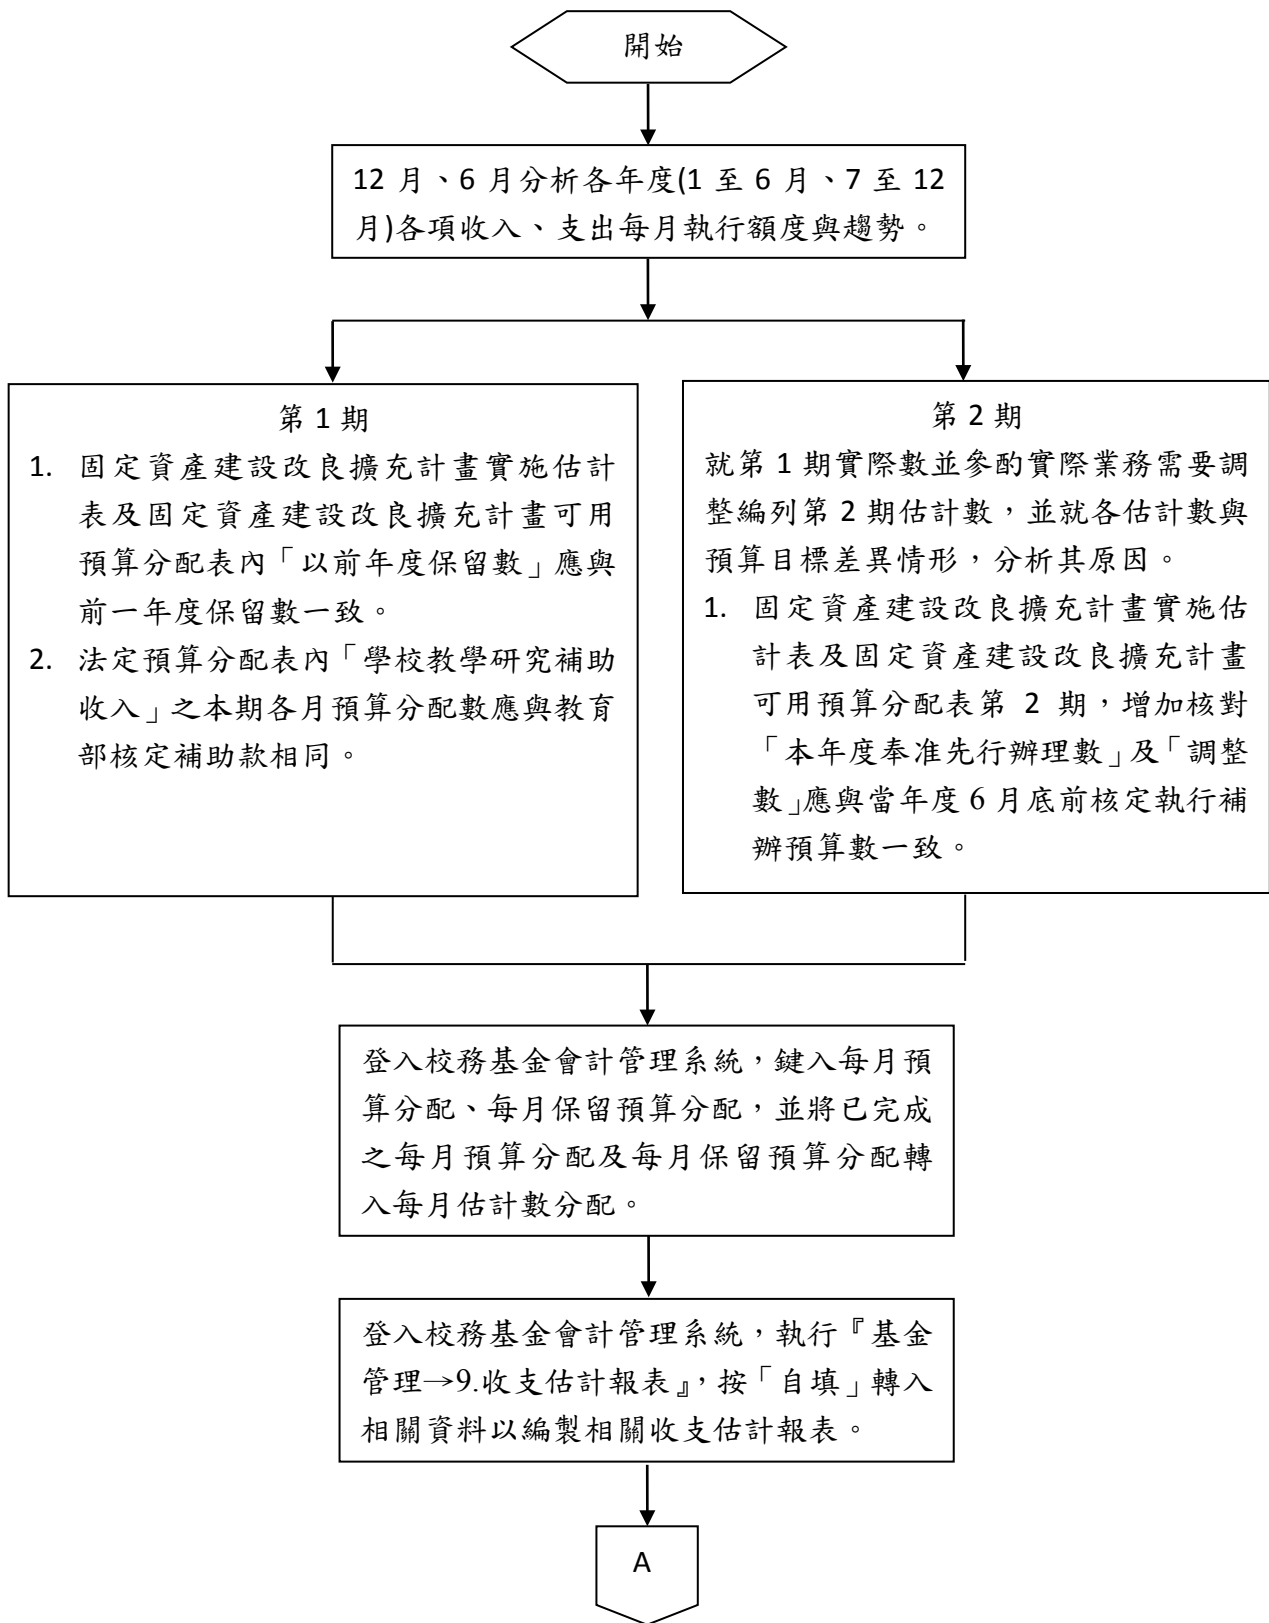 開始
12 月、6 月分析各年度(1 至 6 月、7 至 12
月)各項收入、支出每月執行額度與趨勢。
第 1 期
1. 固定資產建設改良擴充計畫實施估計
表及固定資產建設改良擴充計畫可用
預算分配表內「以前年度保留數」應與
前一年度保留數一致。
2. 法定預算分配表內「學校教學研究補助
收入」之本期各月預算分配數應與教育
部核定補助款相同。
第 2 期
就第 1 期實際數並參酌實際業務需要調
整編列第 2 期估計數，並就各估計數與
預算目標差異情形，分析其原因。
1. 固定資產建設改良擴充計畫實施估
計表及固定資產建設改良擴充計畫
可用預算分配表第 2 期，增加核對
「本年度奉准先行辦理數」及「調整
數」應與當年度 6 月底前核定執行補
辦預算數一致。
登入校務基金會計管理系統，鍵入每月預
算分配、每月保留預算分配，並將已完成
之每月預算分配及每月保留預算分配轉
入每月估計數分配。
登入校務基金會計管理系統，執行『基金
管理→9.收支估計報表』，按「自填」轉入
相關資料以編製相關收支估計報表。
A